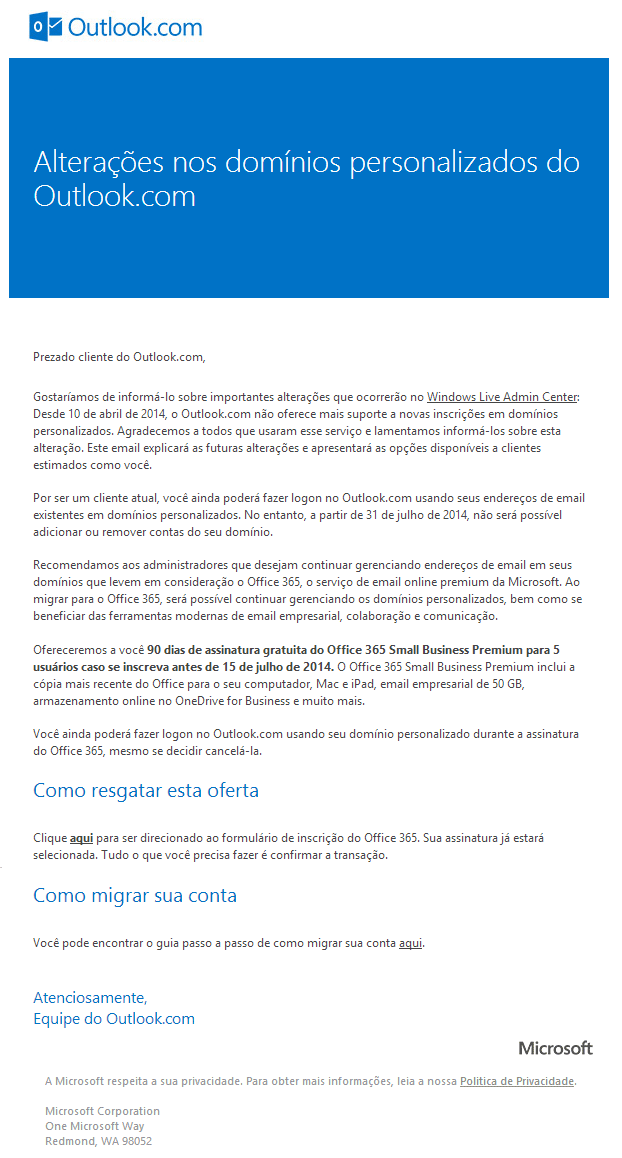 Outlook.com
Alterações nos domínios personalizados do
Outlook.com
Prezado cliente do Outlook.com,
Gostaríamos de informá-lo sobre importantes alterações que ocorrerão no Windows Live Admin Center:
Desde 10 de abril de 2014, o Outlook.com não oferece mais suporte a novas inscrições em domínios
personalizados. Agradecemos a todos que usaram esse serviço e lamentamos informá-los sobre esta
alteração. Este email explicará as futuras alterações e apresentará as opções disponíveis a clientes
estimados como você.
Por ser um cliente atual, você ainda poderá fazer logon no Outlook.com usando seus endereços de email
existentes em domínios personalizados. No entanto, a partir de 31 de julho de 2014, não será possível
adicionar ou remover contas do seu domínio.
Recomendamos aos administradores que desejam continuar gerenciando endereços de email em seus
domínios que levem em consideração o Office 365, o serviço de email online premium da Microsoft. Ao
migrar para o Office 365, será possível continuar gerenciando os domínios personalizados, bem como se
beneficiar das ferramentas modernas de email empresarial, colaboração e comunicação.
Ofereceremos a você 90 dias de assinatura gratuita do Office 365 Small Business Premium para 5
usuários caso se inscreva antes de 15 de julho de 2014. O Office 365 Small Business Premium inclui a
cópia mais recente do Office para o seu computador, Mac e iPad, email empresarial de 50 GB,
armazenamento online no OneDrive for Business e muito mais.
Você ainda poderá fazer logon no Outlook.com usando seu domínio personalizado durante a assinatura
do Office 365, mesmo se decidir cancelá-la.
Como resgatar esta oferta
Clique aqui para ser direcionado ao formulário de inscrição do Office 365. Sua assinatura já estará
selecionada. Tudo o que você precisa fazer é confirmar a transação.
Como migrar sua conta
Você pode encontrar o guia passo a passo de como migrar sua conta aqui.
Atenciosamente,
Equipe do Outlook.com
Microsoft
A Microsoft respeita a sua privacidade. Para obter mais informações, leia a nossa Política de Privacidade.
Microsoft Corporation
One Microsoft Way
Redmond, WA 98052